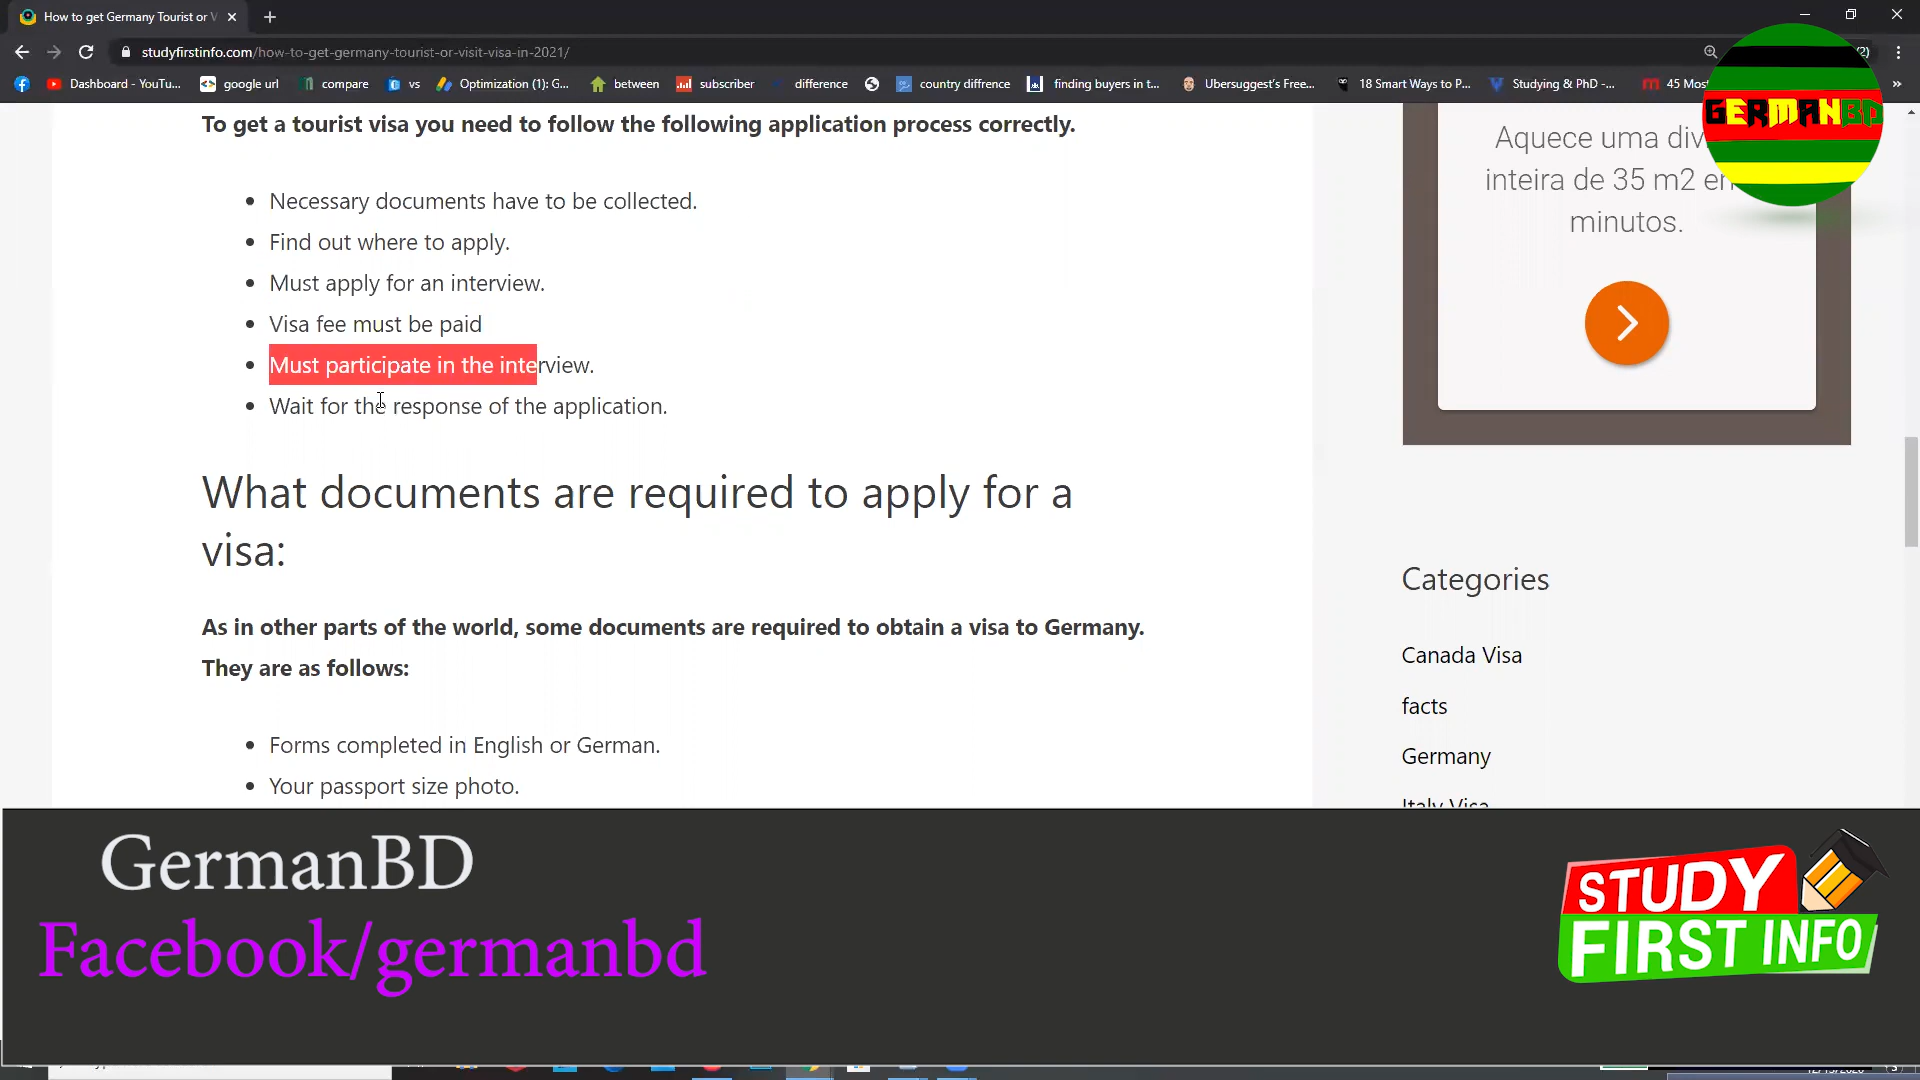 How to get Germany Tourist or V
studyfirstinfo.com/how-to-get-germany-tourist-or-visit-visa-in-2021/
(2)
Dashboard - YouTu... google url compare vs Optimization (1): G... between subscriber difference country diffrence finding buyers in t... Ubersuggest's Free... 18 Smart Ways to P... Studying & PhD -... 45 Mos »
GERMANBD
To get a tourist visa you need to follow the following application process correctly.
• Necessary documents have to be collected.
• Find out where to apply.
• Must apply for an interview.
• Visa fee must be paid
• Must participate in the interview.
• Wait for the response of the application.
What documents are required to apply for a
visa:
As in other parts of the world, some documents are required to obtain a visa to Germany.
They are as follows:
• Forms completed in English or German.
• Your passport size photo.
Aquece uma div
inteira de 35 m2 en
minutos.
Categories
Canada Visa
facts
Germany
Italy Visa
GermanBD
Facebook/germanbd
STUDY
FIRST INFO